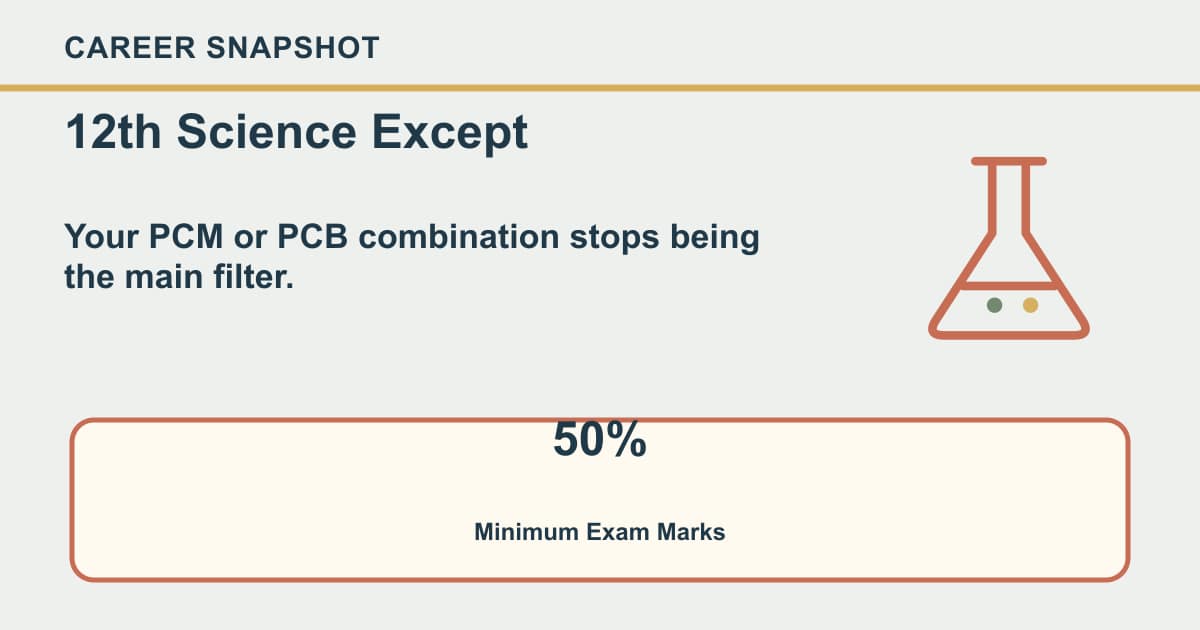 CAREER SNAPSHOT
12th Science Except
Your PCM or PCB combination stops being
the main filter.
50%
Minimum Exam Marks